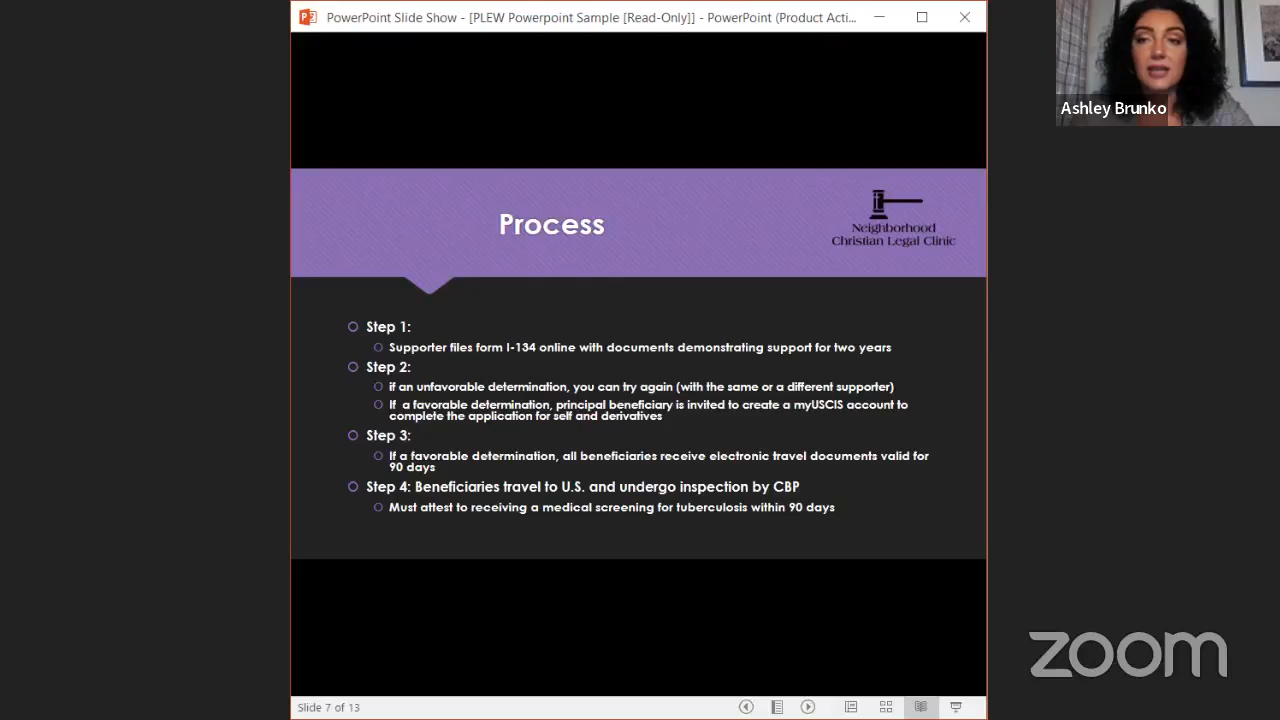 PowerPoint Slide Show - [PLEW Powerpoint Sample [Read-Only]] - PowerPoint (Product Acti...
Ashley Brunko
Process
Neighborhood
Christian Legal Clinic
Step 1:
Supporter files form I-134 online with documents demonstrating support for two years
Step 2:
if an unfavorable determination, you can try again (with the same or a different supporter)
If a favorable determination, principal beneficiary is invited to create a myUSCIS account to
complete the application for self and derivatives
Step 3:
If a favorable determination, all beneficiaries receive electronic travel documents valid for
90 days
Step 4: Beneficiaries travel to U.S. and undergo inspection by CBP
Must attest to receiving a medical screening for tuberculosis within 90 days
zoom
Slide 7 of 13